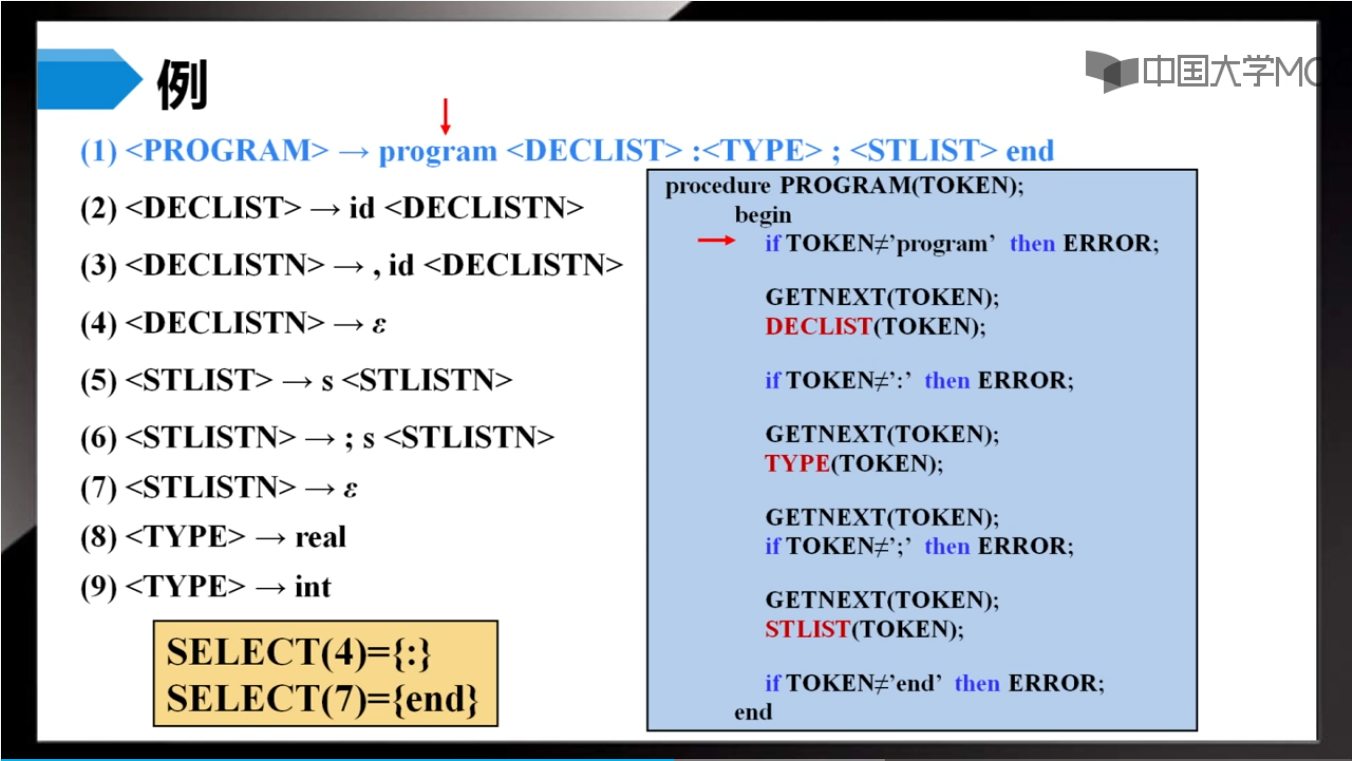 例
中国大学MOOC
(1) <PROGRAM> → program <DECLIST> :<TYPE> ; <STLIST> end
(2) <DECLIST> → id <DECLISTN>
(3) <DECLISTN> → , id <DECLISTN>
(4) <DECLISTN> → ε
(5) <STLIST> → s <STLISTN>
(6) <STLISTN> → ; s <STLISTN>
(7) <STLISTN> → ε
(8) <TYPE> → real
(9) <TYPE> → int
SELECT(4)={:}
SELECT(7)={end}
procedure PROGRAM(TOKEN);
begin
if TOKEN≠’program’ then ERROR;
GETNEXT(TOKEN);
DECLIST(TOKEN);
if TOKEN≠’:’ then ERROR;
GETNEXT(TOKEN);
TYPE(TOKEN);
GETNEXT(TOKEN);
if TOKEN≠’;’ then ERROR;
GETNEXT(TOKEN);
STLIST(TOKEN);
if TOKEN≠’end’ then ERROR;
end